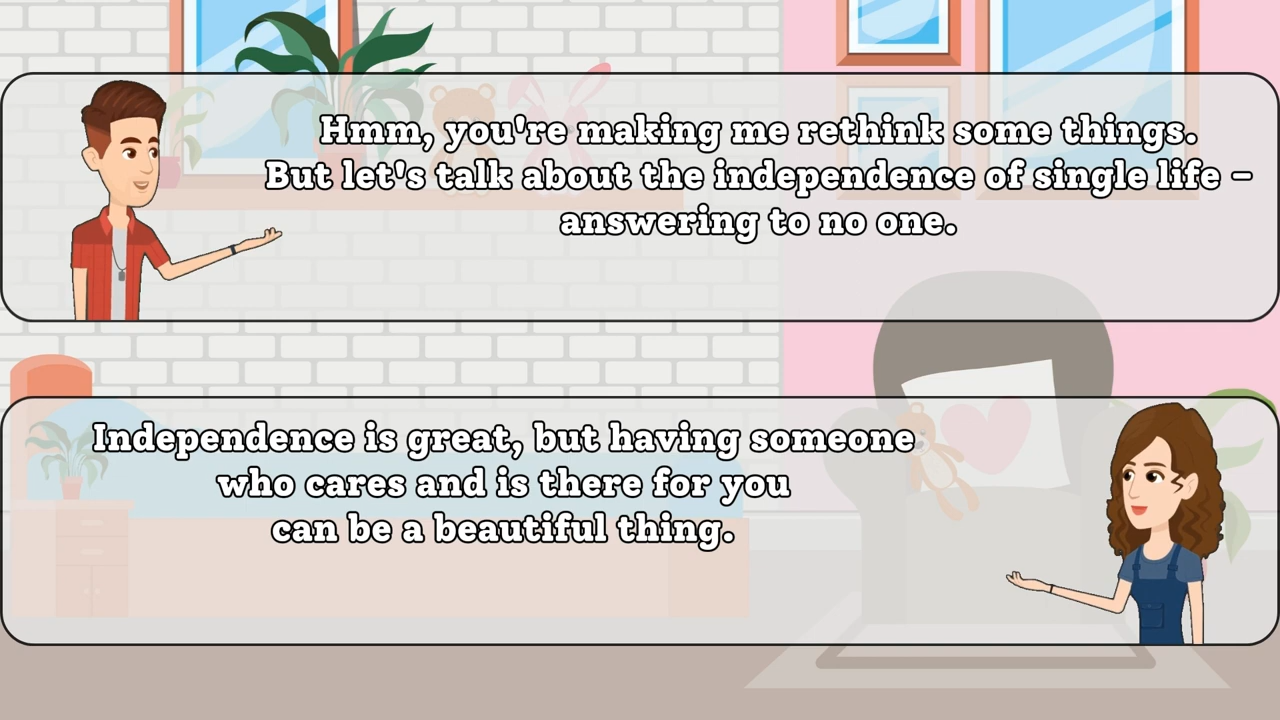 Hmm, you're making me rethink some things.
But let's talk about the independence of single life –
answering to no one.
Independence is great, but having someone
who cares and is there for you
can be a beautiful thing.